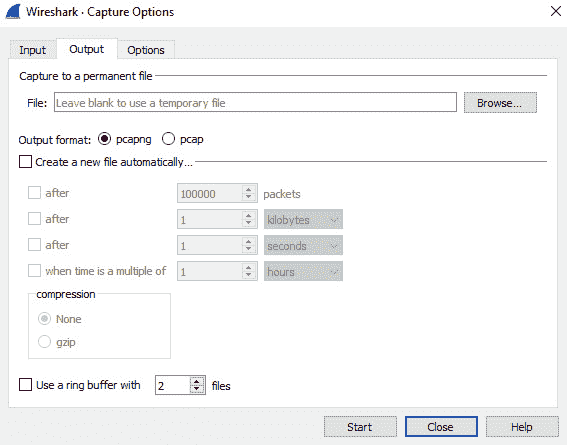 Wireshark · Capture Options
Input Output Options
Capture to a permanent file
File: Leave blank to use a temporary file Browse...
Output format: pcapng pcap
Create a new file automatically...
after 100000 packets
after 1 kilobytes
after 1 seconds
when time is a multiple of 1 hours
compression
None
gzip
Use a ring buffer with 2 files
Start Close Help